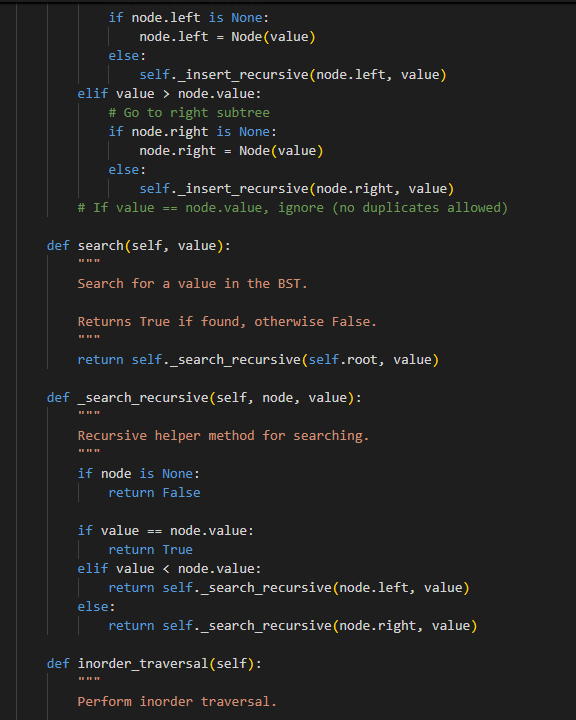 if node.left is None:
                node.left = Node(value)
            else:
                self._insert_recursive(node.left, value)
        elif value > node.value:
            # Go to right subtree
            if node.right is None:
                node.right = Node(value)
            else:
                self._insert_recursive(node.right, value)
        # If value == node.value, ignore (no duplicates allowed)

    def search(self, value):
        """
        Search for a value in the BST.

        Returns True if found, otherwise False.
        """
        return self._search_recursive(self.root, value)

    def _search_recursive(self, node, value):
        """
        Recursive helper method for searching.
        """
        if node is None:
            return False

        if value == node.value:
            return True
        elif value < node.value:
            return self._search_recursive(node.left, value)
        else:
            return self._search_recursive(node.right, value)

    def inorder_traversal(self):
        """
        Perform inorder traversal.